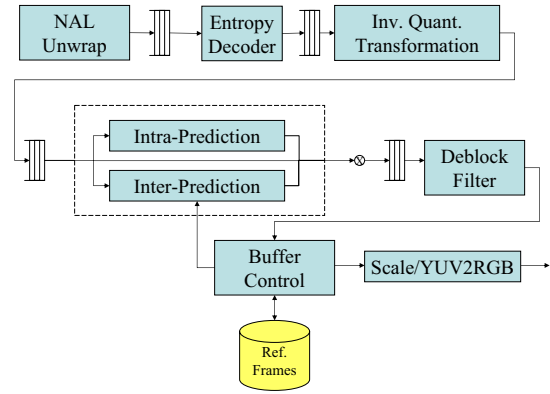 NAL
Unwrap
Entropy
Decoder
Inv. Quant.
Transformation
Intra-Prediction
Inter-Prediction
Deblock
Filter
Buffer
Control
Scale/YUV2RGB
Ref.
Frames